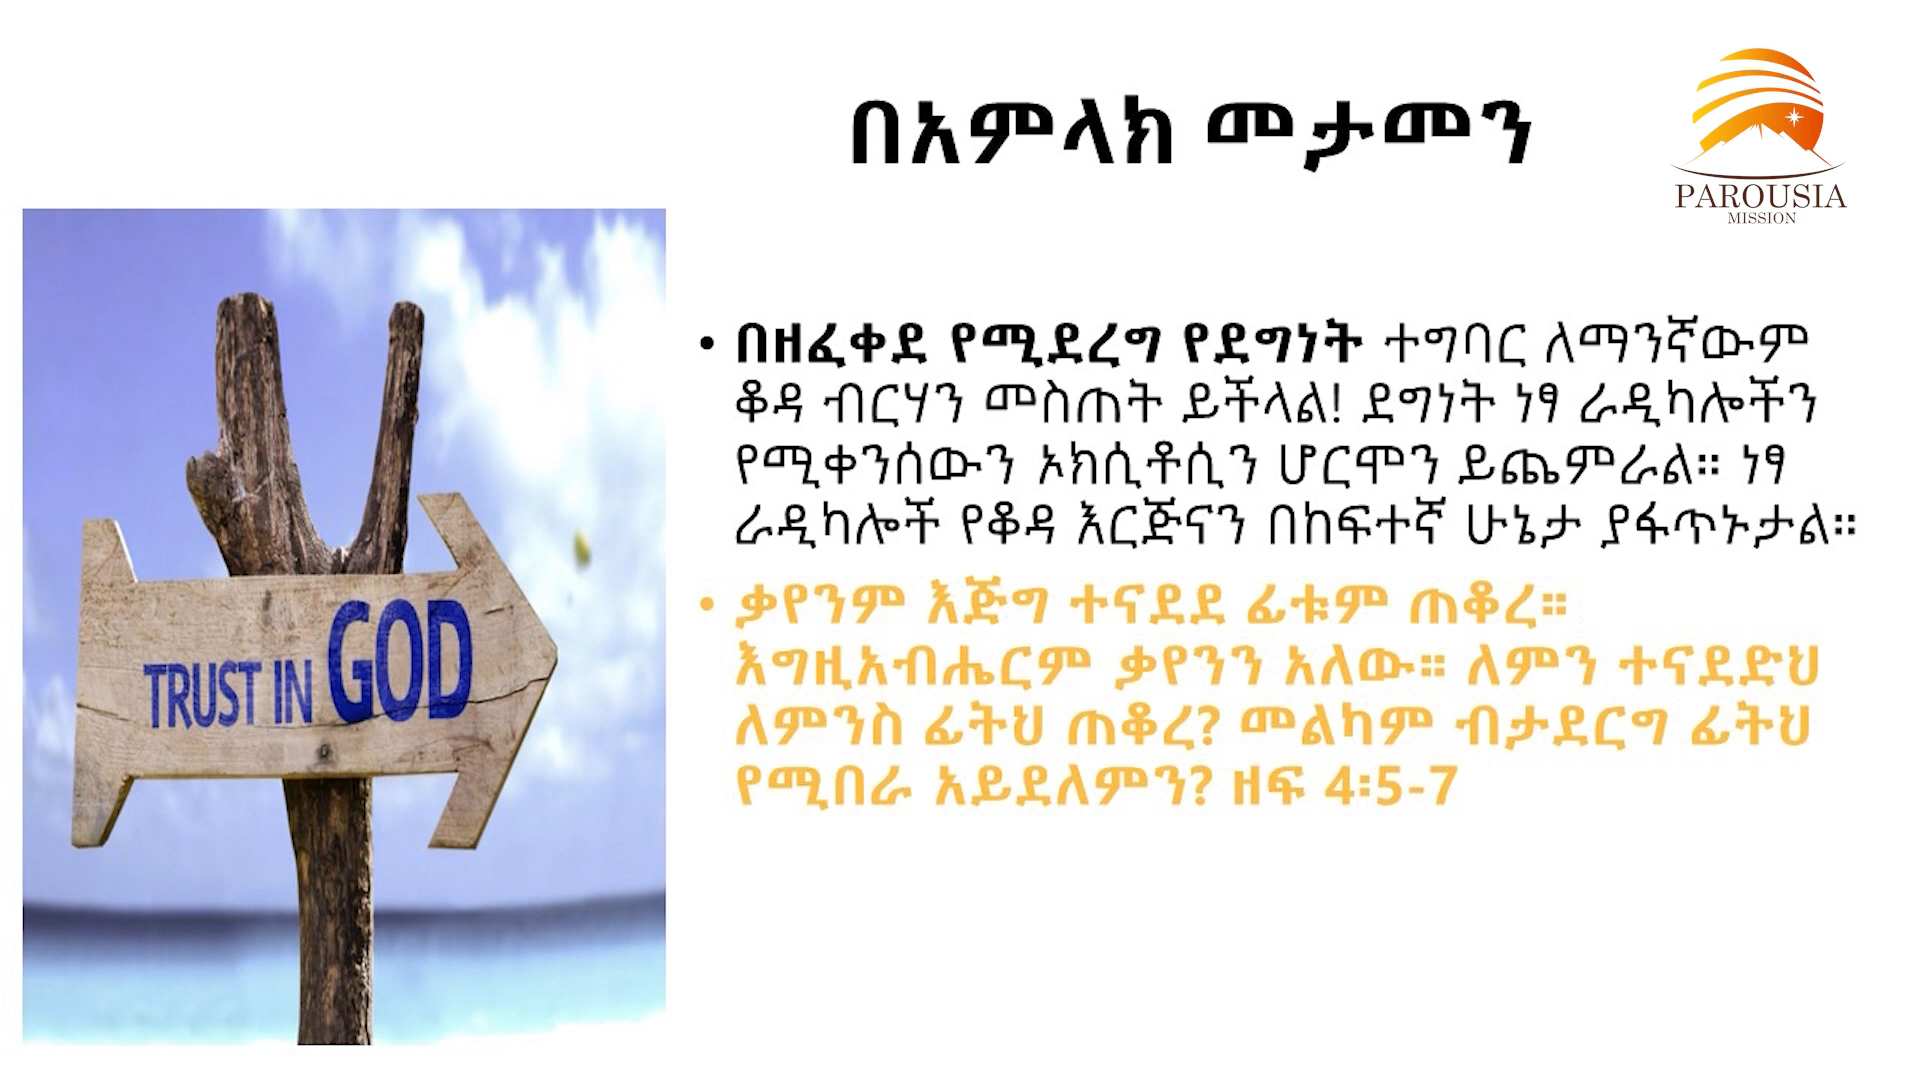 በአምላክ መታመን
PAROUSIA
MISSION
TRUST IN GOD
• በዘፈቀደ የሚደረግ የደግነት ተግባር ለማንኛውም
ቆዳ ብርሃን መስጠት ይችላል! ደግነት ነፃ ራዲካሎችን
የሚቀንሰውን ኦክሲቶሲን ሆርሞን ይጨምራል። ነፃ
ራዲካሎች የቆዳ እርጅናን በከፍተኛ ሁኔታ ያፋጥኑታል።
• ቃየንም እጅግ ተናደደ ፊቱም ጠቆረ።
እግዚአብሔርም ቃየንን አለው። ለምን ተናደድህ
ለምንስ ፊትህ ጠቆረ? መልካም ብታደርግ ፊትህ
የሚበራ አይደለምን? ዘፍ 4፡5-7